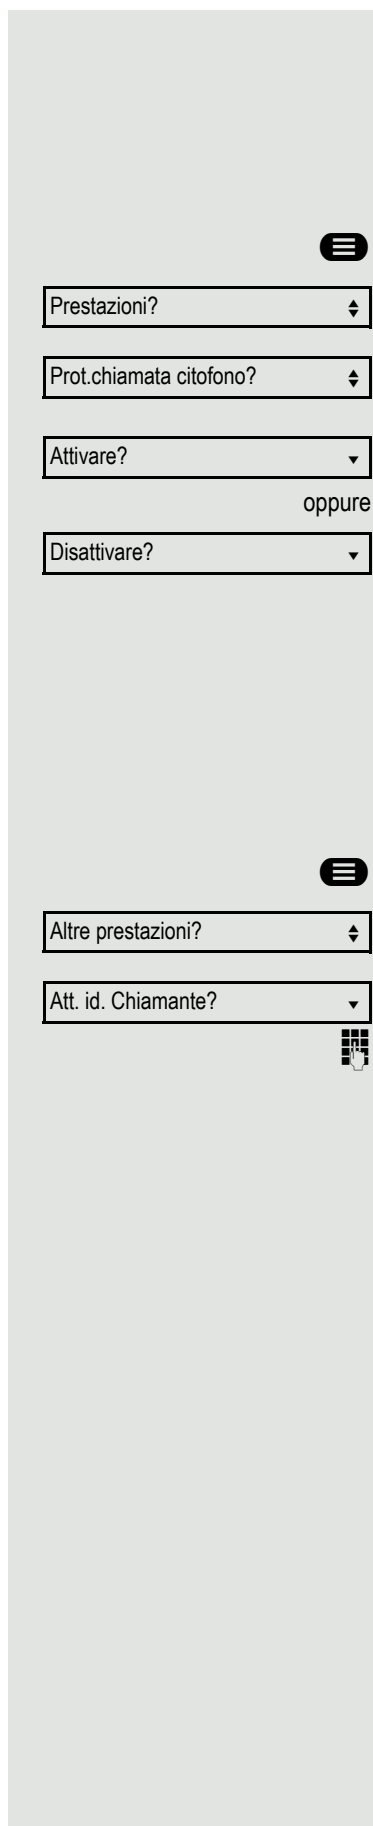 Prestazioni?
Prot.chiamata citofono?
Attivare?
oppure
Disattivare?
Altre prestazioni?
Att. id. Chiamante?